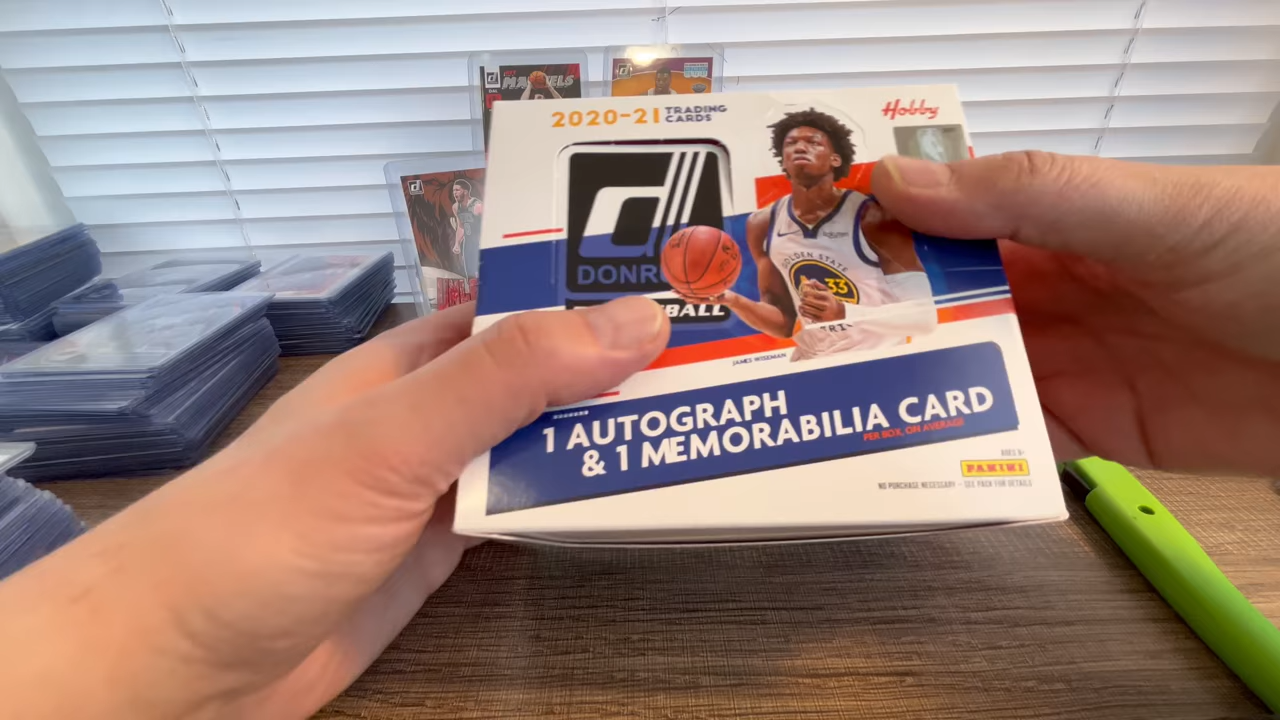 2020-21 TRADING CARDS
Hobby
d
DONR
BALL
GOLDEN STATE
33
JAMES WISEMAN
1 AUTOGRAPH
& 1 MEMORABILIA CARD
PER BOX, ON AVERAGE
PANINI
NO PURCHASE NECESSARY - SEE PACK FOR DETAILS